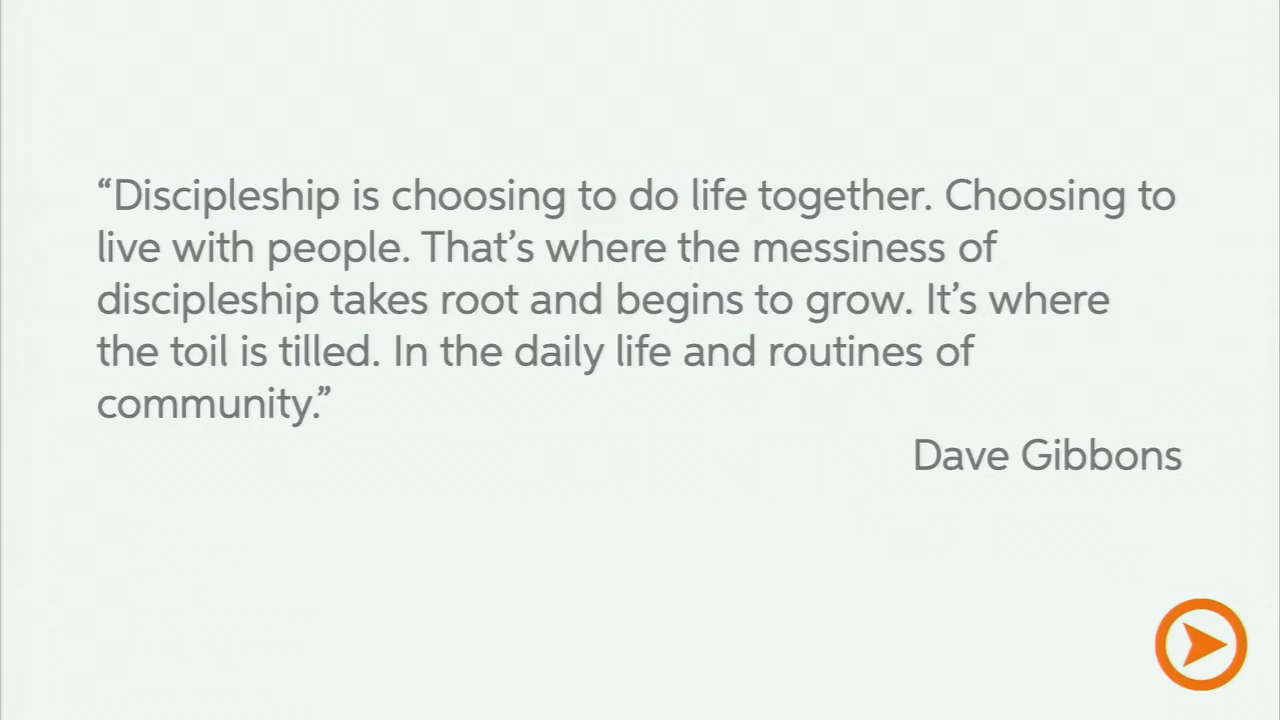 “Discipleship is choosing to do life together. Choosing to
live with people. That’s where the messiness of
discipleship takes root and begins to grow. It’s where
the toil is tilled. In the daily life and routines of
community.”
Dave Gibbons